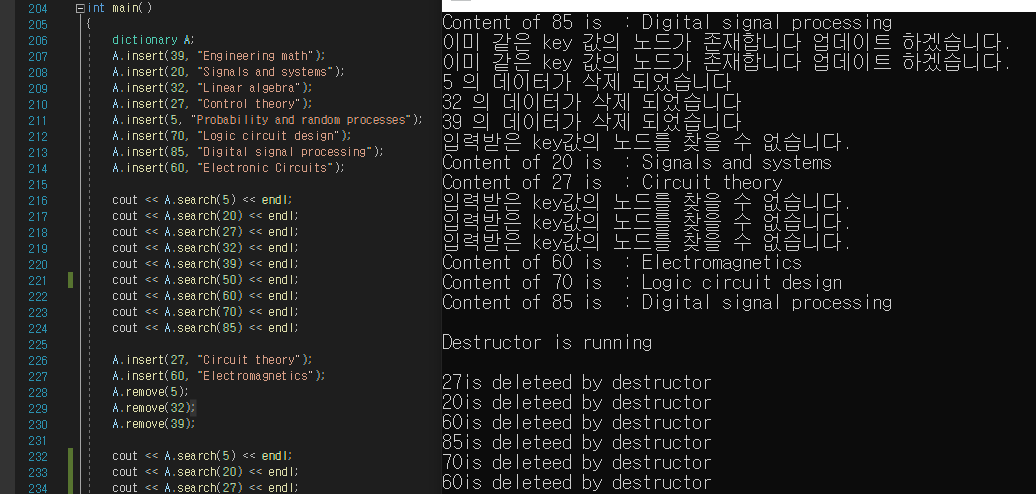 204 int main()
205 {
206 dictionary A;
207 A.insert(39, "Engineering math");
208 A.insert(20, "Signals and systems");
209 A.insert(32, "Linear algebra");
210 A.insert(27, "Control theory");
211 A.insert(5, "Probability and random processes");
212 A.insert(70, "Logic circuit design");
213 A.insert(85, "Digital signal processing");
214 A.insert(60, "Electronic Circuits");
215
216 cout << A.search(5) << endl;
217 cout << A.search(20) << endl;
218 cout << A.search(27) << endl;
219 cout << A.search(32) << endl;
220 cout << A.search(39) << endl;
221 cout << A.search(50) << endl;
222 cout << A.search(60) << endl;
223 cout << A.search(70) << endl;
224 cout << A.search(85) << endl;
225
226 A.insert(27, "Circuit theory");
227 A.insert(60, "Electromagnetics");
228 A.remove(5);
229 A.remove(32);
230 A.remove(39);
231
232 cout << A.search(5) << endl;
233 cout << A.search(20) << endl;
234 cout << A.search(27) << endl;
Content of 85 is : Digital signal processing
이미 같은 key 값의 노드가 존재합니다 업데이트 하겠습니다.
이미 같은 key 값의 노드가 존재합니다 업데이트 하겠습니다.
5 의 데이터가 삭제 되었습니다
32 의 데이터가 삭제 되었습니다
39 의 데이터가 삭제 되었습니다
입력받은 key값의 노드를 찾을 수 없습니다.
Content of 20 is : Signals and systems
Content of 27 is : Circuit theory
입력받은 key값의 노드를 찾을 수 없습니다.
입력받은 key값의 노드를 찾을 수 없습니다.
입력받은 key값의 노드를 찾을 수 없습니다.
Content of 60 is : Electromagnetics
Content of 70 is : Logic circuit design
Content of 85 is : Digital signal processing
Destructor is running
27is deleteed by destructor
20is deleteed by destructor
60is deleteed by destructor
85is deleteed by destructor
70is deleteed by destructor
60is deleteed by destructor